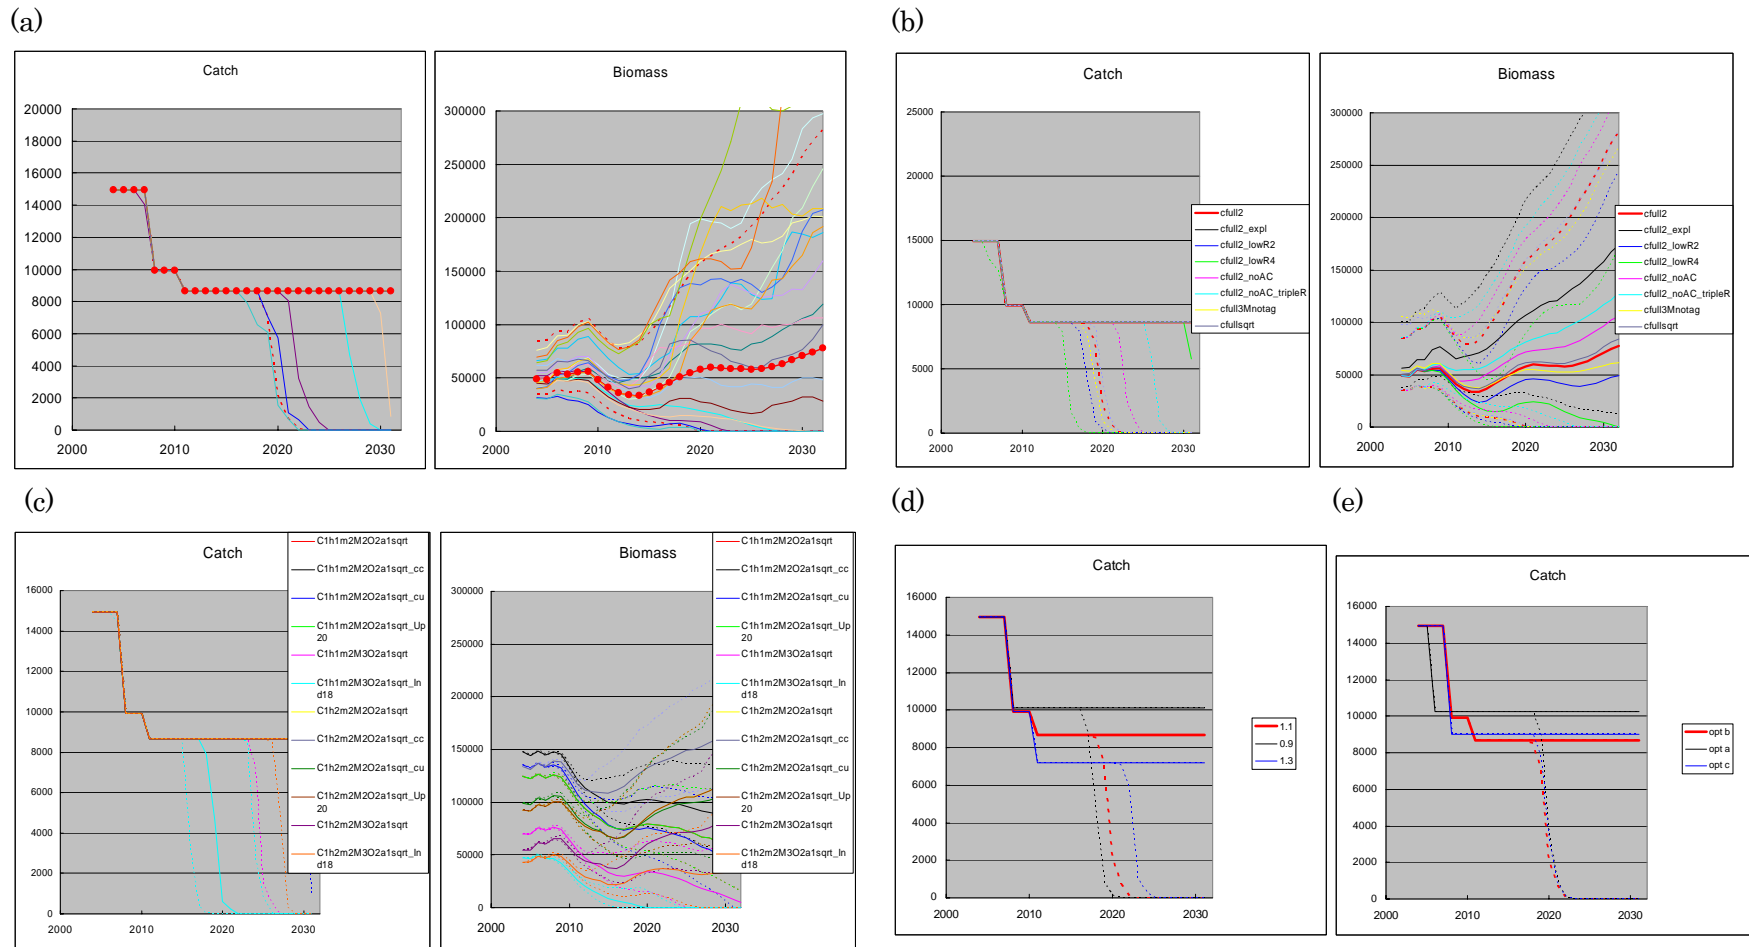 (a)
Catch
20000
18000
16000
14000
12000
10000
8000
6000
4000
2000
0
2000 2010 2020 2030
Biomass
300000
250000
200000
150000
100000
50000
0
2000 2010 2020 2030
(b)
Catch
25000
20000
15000
10000
5000
0
2000 2010 2020 2030
cfull2
cfull2_expl
cfull2_lowR2
cfull2_lowR4
cfull2_noAC
cfull2_noAC_tripleR
cfull3Mnotag
cfullsqrt
Biomass
300000
250000
200000
150000
100000
50000
0
2000 2010 2020 2030
cfull2
cfull2_expl
cfull2_lowR2
cfull2_lowR4
cfull2_noAC
cfull2_noAC_tripleR
cfull3Mnotag
cfullsqrt
(c)
Catch
16000
14000
12000
10000
8000
6000
4000
2000
0
2000 2010 2020 2030
C1h1m2M2O2a1sqrt
C1h1m2M2O2a1sqrt_cc
C1h1m2M2O2a1sqrt_cu
C1h1m2M2O2a1sqrt_Up
20
C1h1m2M3O2a1sqrt
C1h1m2M3O2a1sqrt_In
d18
C1h2m2M2O2a1sqrt
C1h2m2M2O2a1sqrt_cc
C1h2m2M2O2a1sqrt_cu
C1h2m2M2O2a1sqrt_Up
20
C1h2m2M3O2a1sqrt
C1h2m2M3O2a1sqrt_In
d18
Biomass
300000
250000
200000
150000
100000
50000
0
2000 2010 2020 2030
C1h1m2M2O2a1sqrt
C1h1m2M2O2a1sqrt_cc
C1h1m2M2O2a1sqrt_cu
C1h1m2M2O2a1sqrt_Up
20
C1h1m2M3O2a1sqrt
C1h1m2M3O2a1sqrt_In
d18
C1h2m2M2O2a1sqrt
C1h2m2M2O2a1sqrt_cc
C1h2m2M2O2a1sqrt_cu
C1h2m2M2O2a1sqrt_Up
20
C1h2m2M3O2a1sqrt
C1h2m2M3O2a1sqrt_In
d18
(d)
Catch
16000
14000
12000
10000
8000
6000
4000
2000
0
2000 2010 2020 2030
1.1
0.9
1.3
(e)
Catch
16000
14000
12000
10000
8000
6000
4000
2000
0
2000 2010 2020 2030
opt b
opt a
opt c